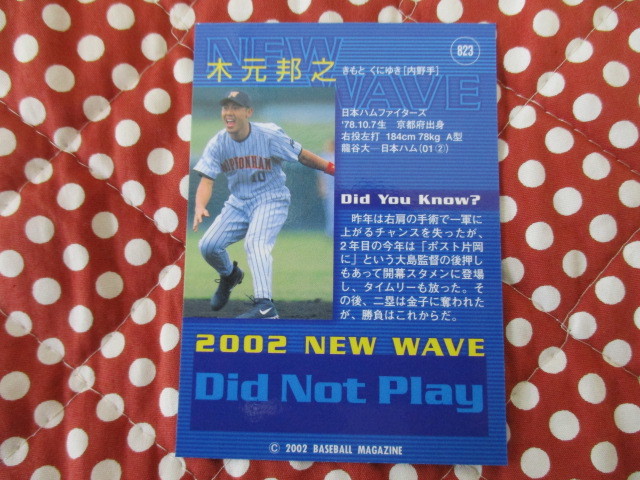 NEW
WAVE
823
木元邦之
きもと くにゆき [内野手]
日本ハムファイターズ
'78.10.7生 京都府出身
右投左打 184cm 78kg A型
龍谷大―日本ハム(01②)
NIPPONHAM
10
Did You Know?
昨年は右肩の手術で一軍に
上がるチャンスを失ったが、
2年目の今年は「ポスト片岡
に」という大島監督の後押し
もあって開幕スタメンに登場
し、タイムリーも放った。そ
の後、二塁は金子に奪われた
が、勝負はこれからだ。
2002 NEW WAVE
Did Not Play
© 2002 BASEBALL MAGAZINE